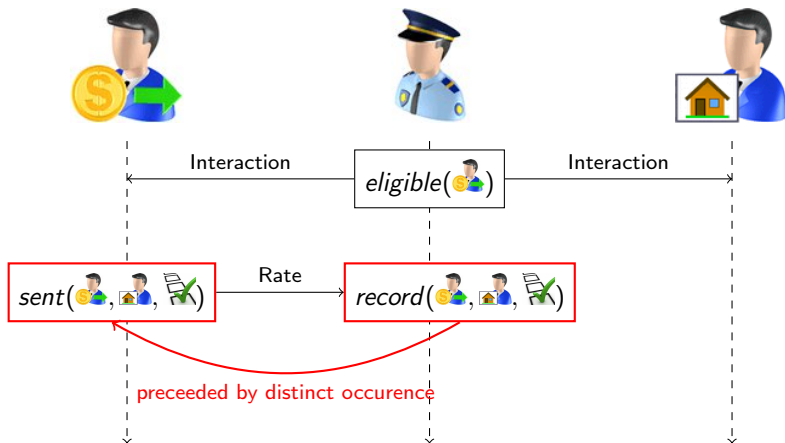 Interaction
Interaction
eligible( )
Rate
sent( , , )
record( , , )
preceeded by distinct occurence